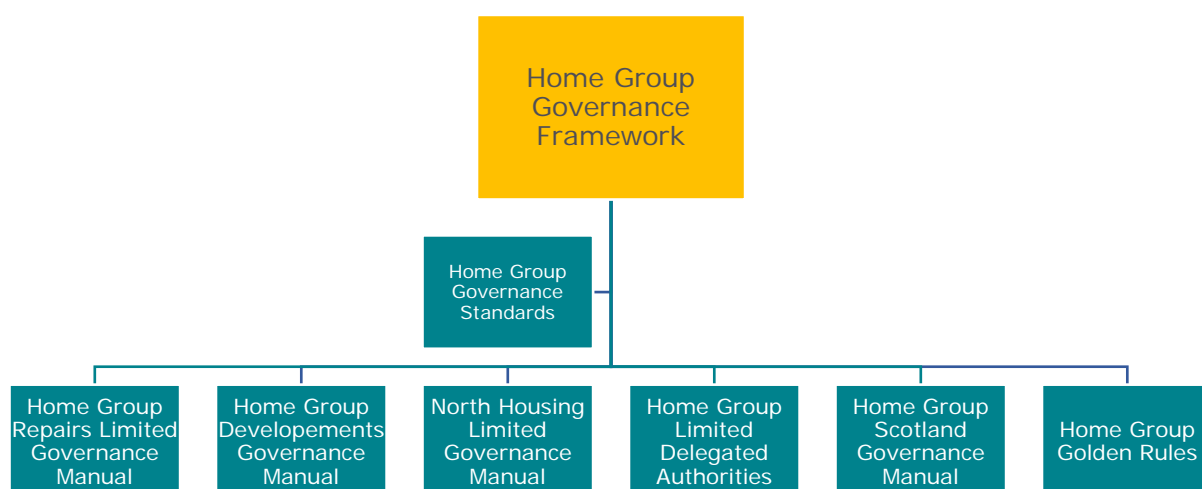 Home Group
Governance
Framework
Home Group
Governance
Standards
Home Group
Repairs Limited
Governance
Manual
Home Group
Developements
Governance
Manual
North Housing
Limited
Governance
Manual
Home Group
Limited
Delegated
Authorities
Home Group
Scotland
Governance
Manual
Home Group
Golden Rules